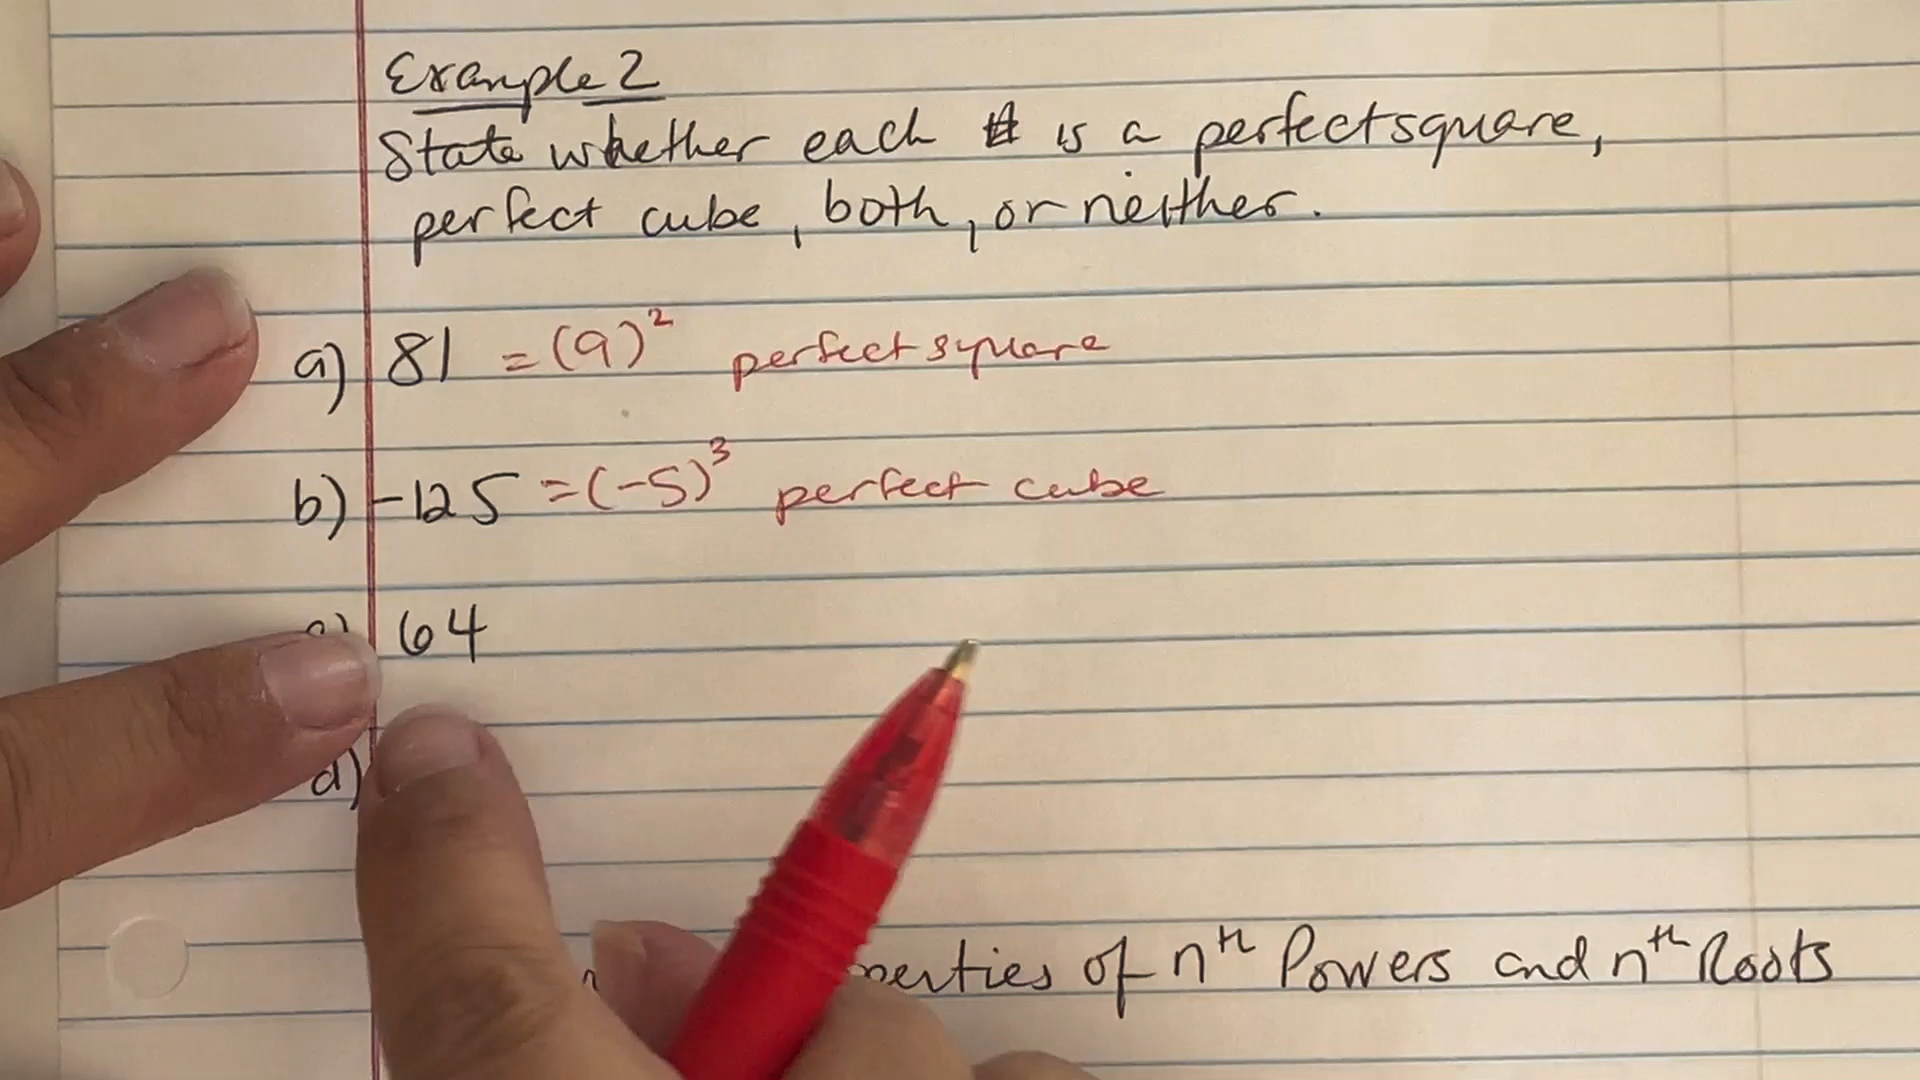 Example 2
State whether each # is a perfect square,
perfect cube, both, or neither.
a) 81 = (9)² perfect square
b) -125 = (-5)³ perfect cube
c) 64
d)
of nth Powers and nth Roots